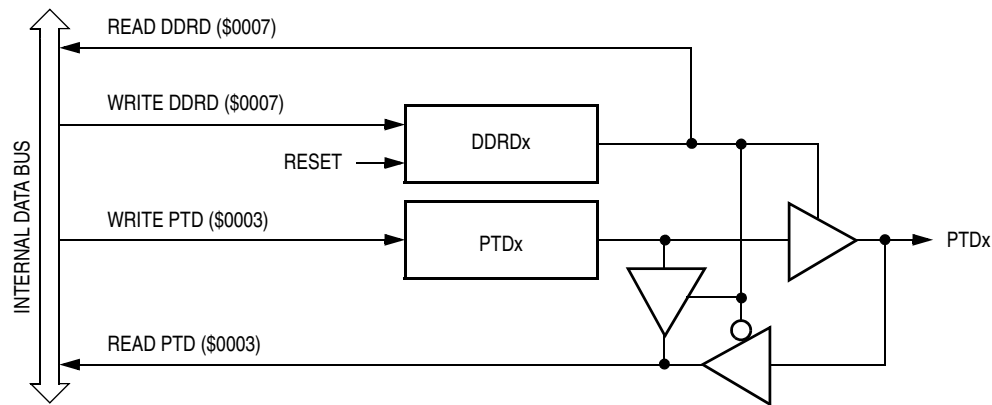 READ DDRD ($0007)
WRITE DDRD ($0007)
DDRDx
RESET
WRITE PTD ($0003)
PTDx
PTDx
READ PTD ($0003)
INTERNAL DATA BUS